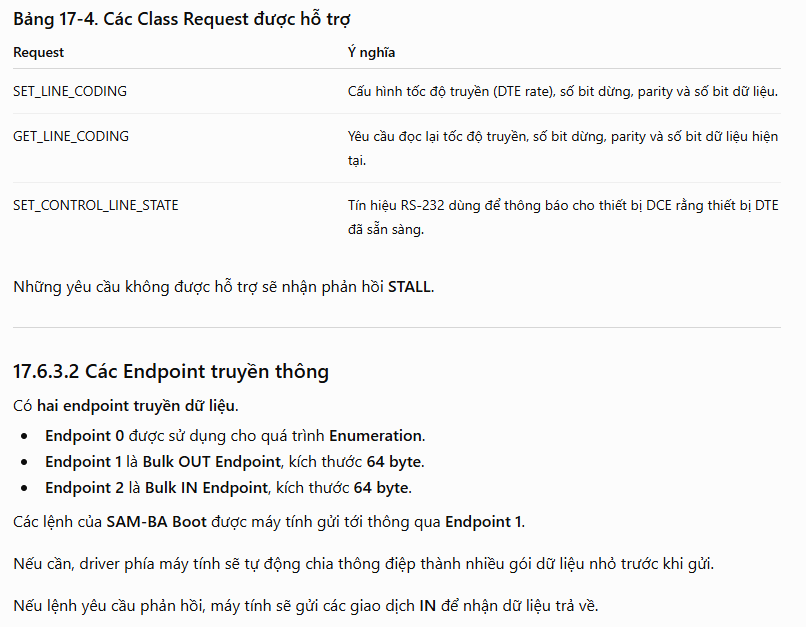 Bảng 17-4. Các Class Request được hỗ trợ
Request Ý nghĩa
SET_LINE_CODING Cấu hình tốc độ truyền (DTE rate), số bit dừng, parity và số bit dữ liệu.
GET_LINE_CODING Yêu cầu đọc lại tốc độ truyền, số bit dừng, parity và số bit dữ liệu hiện
tại.
SET_CONTROL_LINE_STATE Tín hiệu RS-232 dùng để thông báo cho thiết bị DCE rằng thiết bị DTE
đã sẵn sàng.
Những yêu cầu không được hỗ trợ sẽ nhận phản hồi STALL.
17.6.3.2 Các Endpoint truyền thông
Có hai endpoint truyền dữ liệu.
• Endpoint 0 được sử dụng cho quá trình Enumeration.
• Endpoint 1 là Bulk OUT Endpoint, kích thước 64 byte.
• Endpoint 2 là Bulk IN Endpoint, kích thước 64 byte.
Các lệnh của SAM-BA Boot được máy tính gửi tới thông qua Endpoint 1.
Nếu cần, driver phía máy tính sẽ tự động chia thông điệp thành nhiều gói dữ liệu nhỏ trước khi gửi.
Nếu lệnh yêu cầu phản hồi, máy tính sẽ gửi các giao dịch IN để nhận dữ liệu trả về.